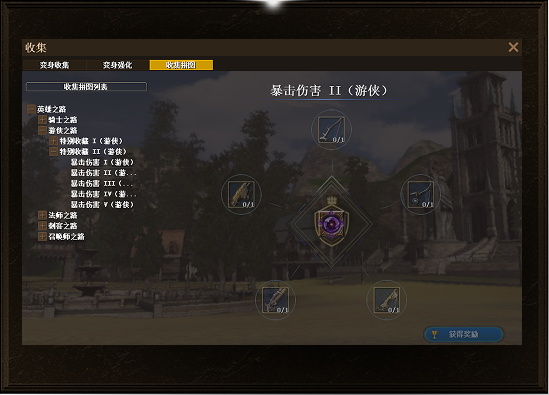 收集
变身收集 变身强化 收集拼图
收集拼图列表
暴击伤害 II（游侠）
英雄之路
骑士之路
游侠之路
特别收藏 I（游侠）
特别收藏 II（游侠）
暴击伤害 I（游侠）
暴击伤害 II（游...
暴击伤害 III（...
暴击伤害 IV（游...
暴击伤害 V（游侠）
法师之路
刺客之路
召唤师之路
0/1
0/1
0/1
0/1
0/1
获得奖励